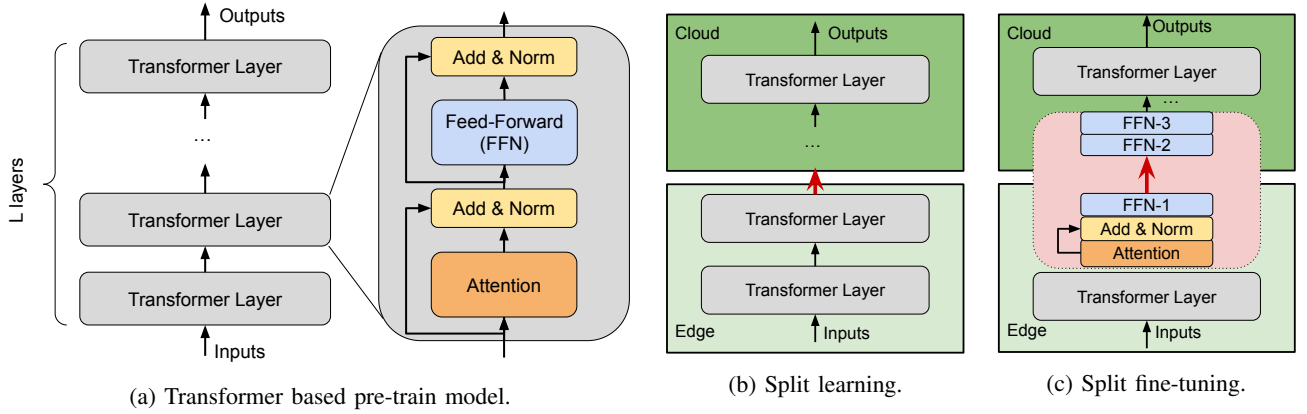 Outputs
Transformer Layer
...
L layers
Transformer Layer
Transformer Layer
Inputs
Add & Norm
Feed-Forward
(FFN)
Add & Norm
Attention
(a) Transformer based pre-train model.
Cloud
Outputs
Transformer Layer
...
Transformer Layer
Transformer Layer
Edge
Inputs
(b) Split learning.
Cloud
Outputs
Transformer Layer
...
FFN-3
FFN-2
FFN-1
Add & Norm
Attention
Transformer Layer
Edge
Inputs
(c) Split fine-tuning.